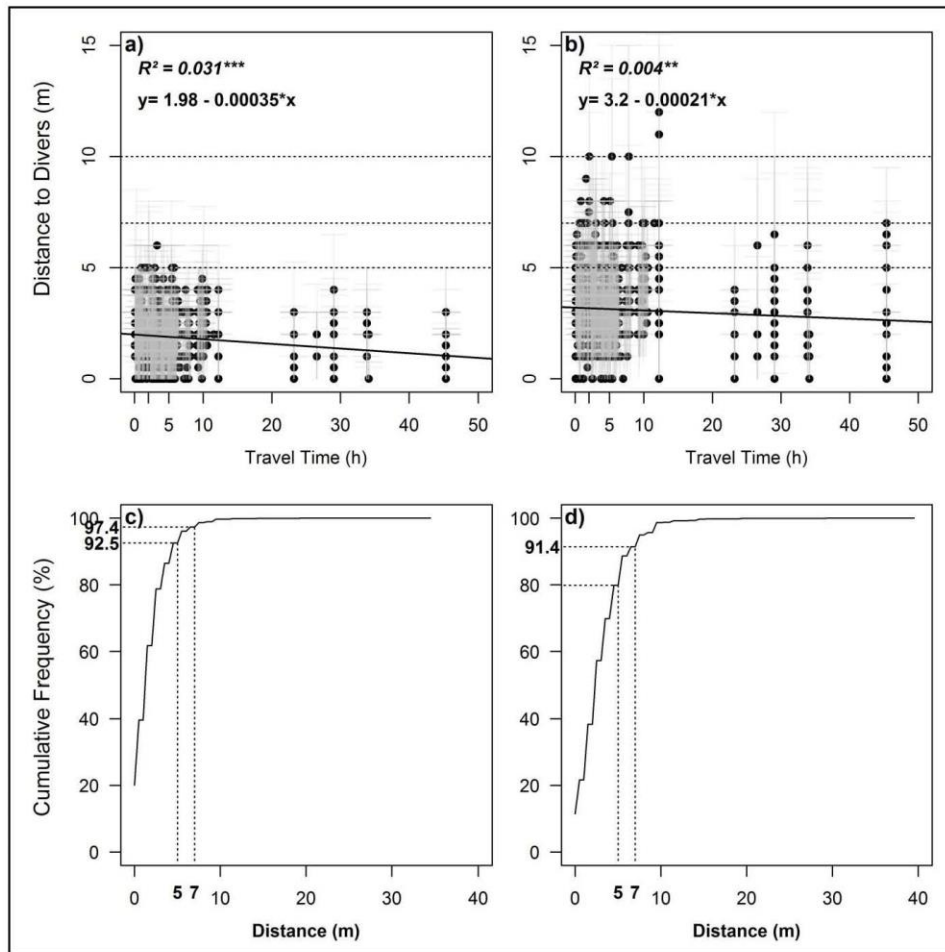 a)
R² = 0.031***
y= 1.98 - 0.00035*x
Distance to Divers (m)
15
10
5
0
0 5 10 20 30 40 50
Travel Time (h)
b)
R² = 0.004**
y= 3.2 - 0.00021*x
15
10
5
0
0 5 10 20 30 40 50
Travel Time (h)
c)
Cumulative Frequency (%)
100
97.4
92.5
80
60
40
20
0
0 10 20 30 40
5 7
Distance (m)
d)
100
91.4
80
60
40
20
0
0 10 20 30 40
5 7
Distance (m)